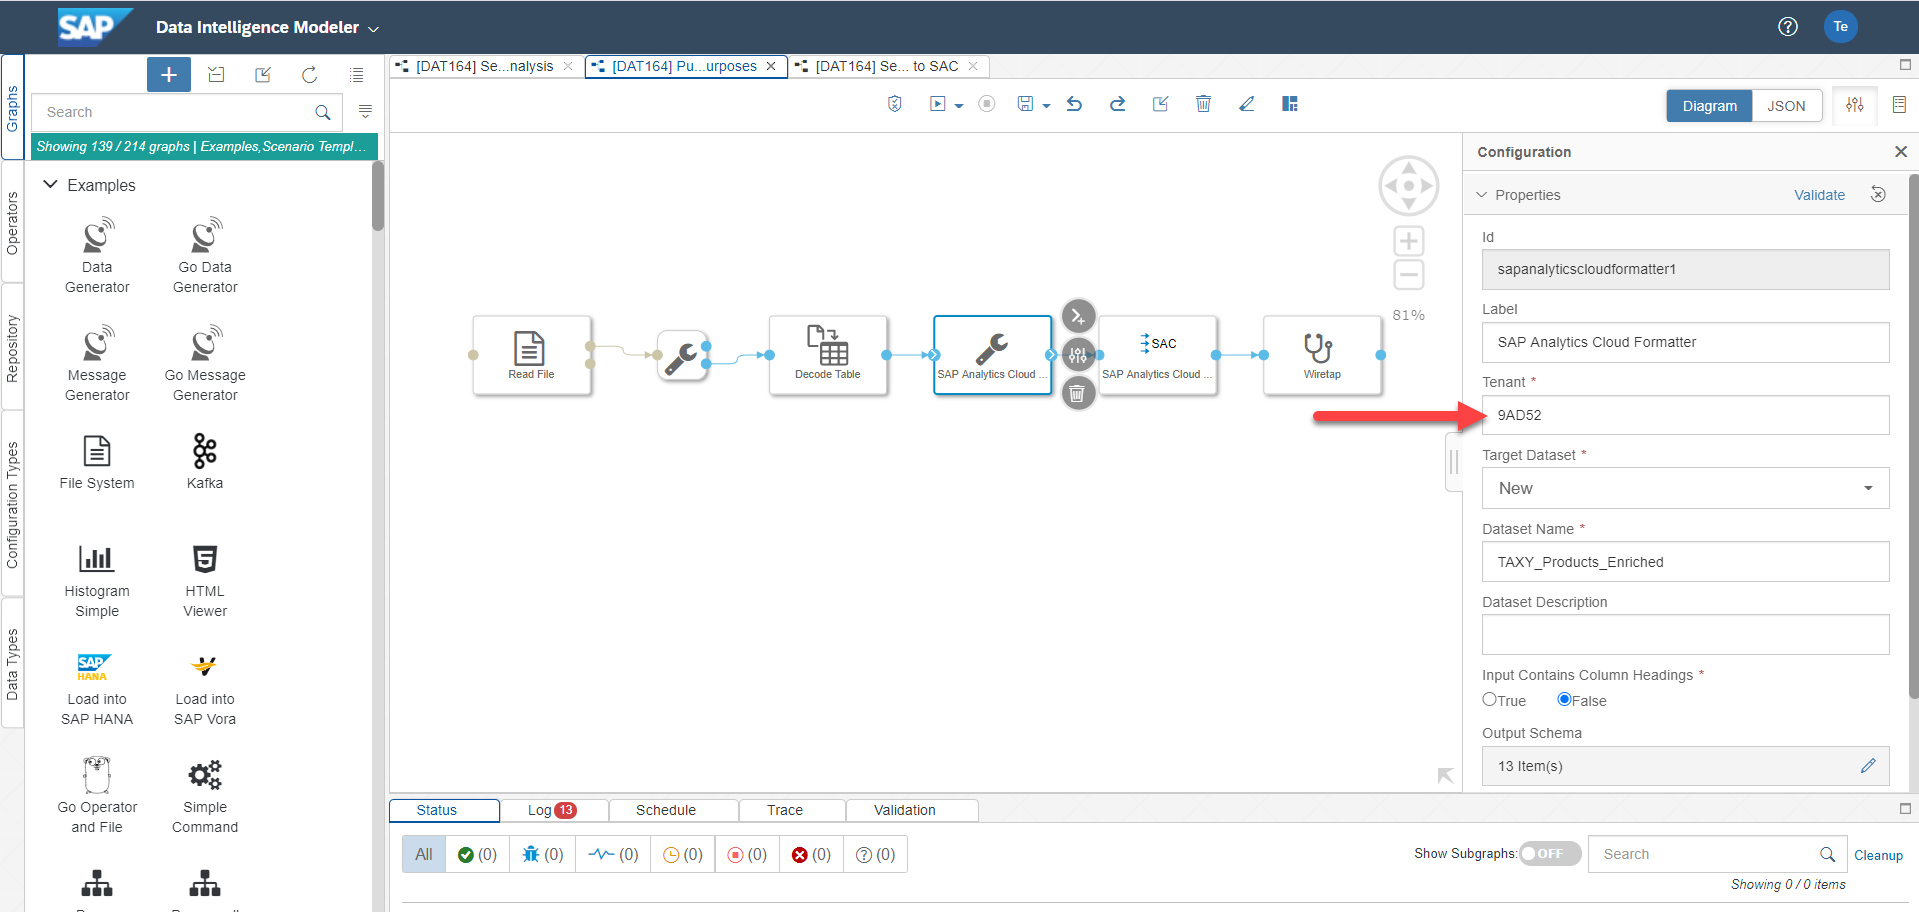 SAP
Data Intelligence Modeler
Te
[DAT164] Se...nalysis
[DAT164] Pu...urposes
[DAT164] Se... to SAC
Graphs
Operators
Repository
Configuration Types
Data Types
Search
Showing 139 / 214 graphs | Examples,Scenario Templ...
Examples
Data
Generator
Go Data
Generator
Message
Generator
Go Message
Generator
File System
Kafka
Histogram
Simple
5
HTML
Viewer
SAP
HANA
Load into
SAP HANA
Load into
SAP Vora
Go Operator
and File
Simple
Command
Diagram
JSON
81%
Read File
Decode Table
SAP Analytics Cloud ...
SAC
SAP Analytics Cloud ...
Wiretap
Configuration
Properties
Validate
Id
sapanalyticscloudformatter1
Label
SAP Analytics Cloud Formatter
Tenant *
9AD52
Target Dataset *
New
Dataset Name *
TAXY_Products_Enriched
Dataset Description
Input Contains Column Headings *
True
False
Output Schema
13 Item(s)
Status
Log 13
Schedule
Trace
Validation
All
(0)
(0)
(0)
(0)
(0)
(0)
(0)
Show Subgraphs:
OFF
Search
Cleanup
Showing 0 / 0 items